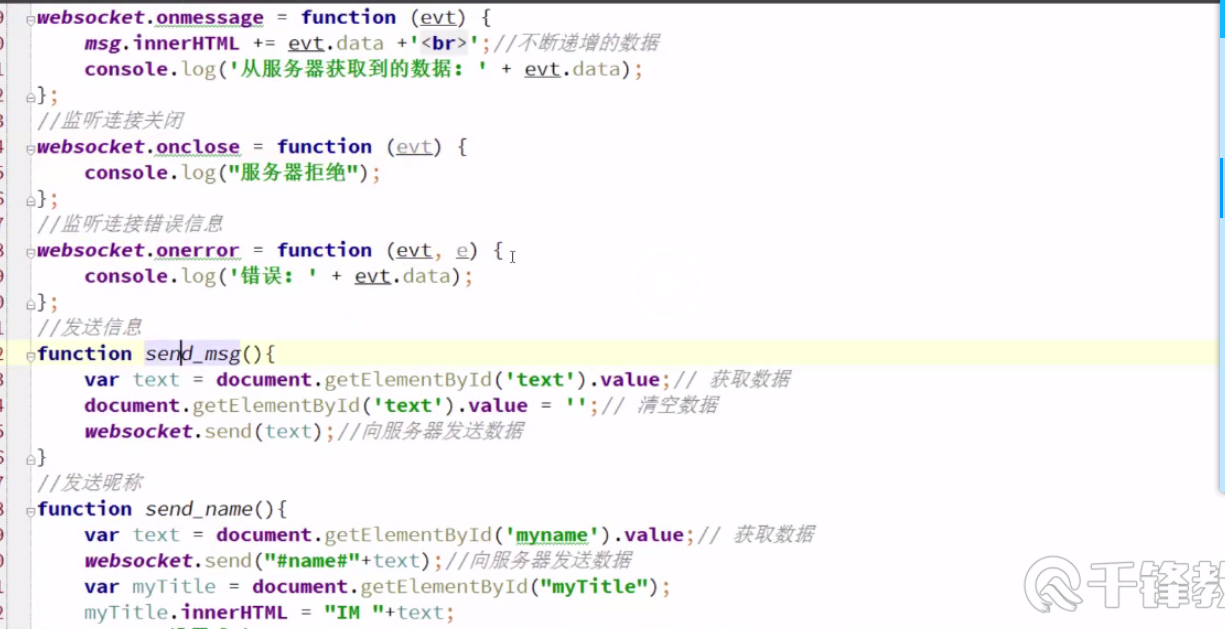 websocket.onmessage = function (evt) {
msg.innerHTML += evt.data +'<br>';//不断递增的数据
console.log('从服务器获取到的数据：' + evt.data);
};
//监听连接关闭
websocket.onclose = function (evt) {
console.log("服务器拒绝");
};
//监听连接错误信息
websocket.onerror = function (evt, e) {
console.log('错误：' + evt.data);
};
//发送信息
function send_msg(){
var text = document.getElementById('text').value;// 获取数据
document.getElementById('text').value = '';// 清空数据
websocket.send(text);//向服务器发送数据
}
//发送昵称
function send_name(){
var text = document.getElementById('myname').value;// 获取数据
websocket.send("#name#"+text);//向服务器发送数据
var myTitle = document.getElementById("myTitle");
myTitle.innerHTML = "IM "+text;
千锋教